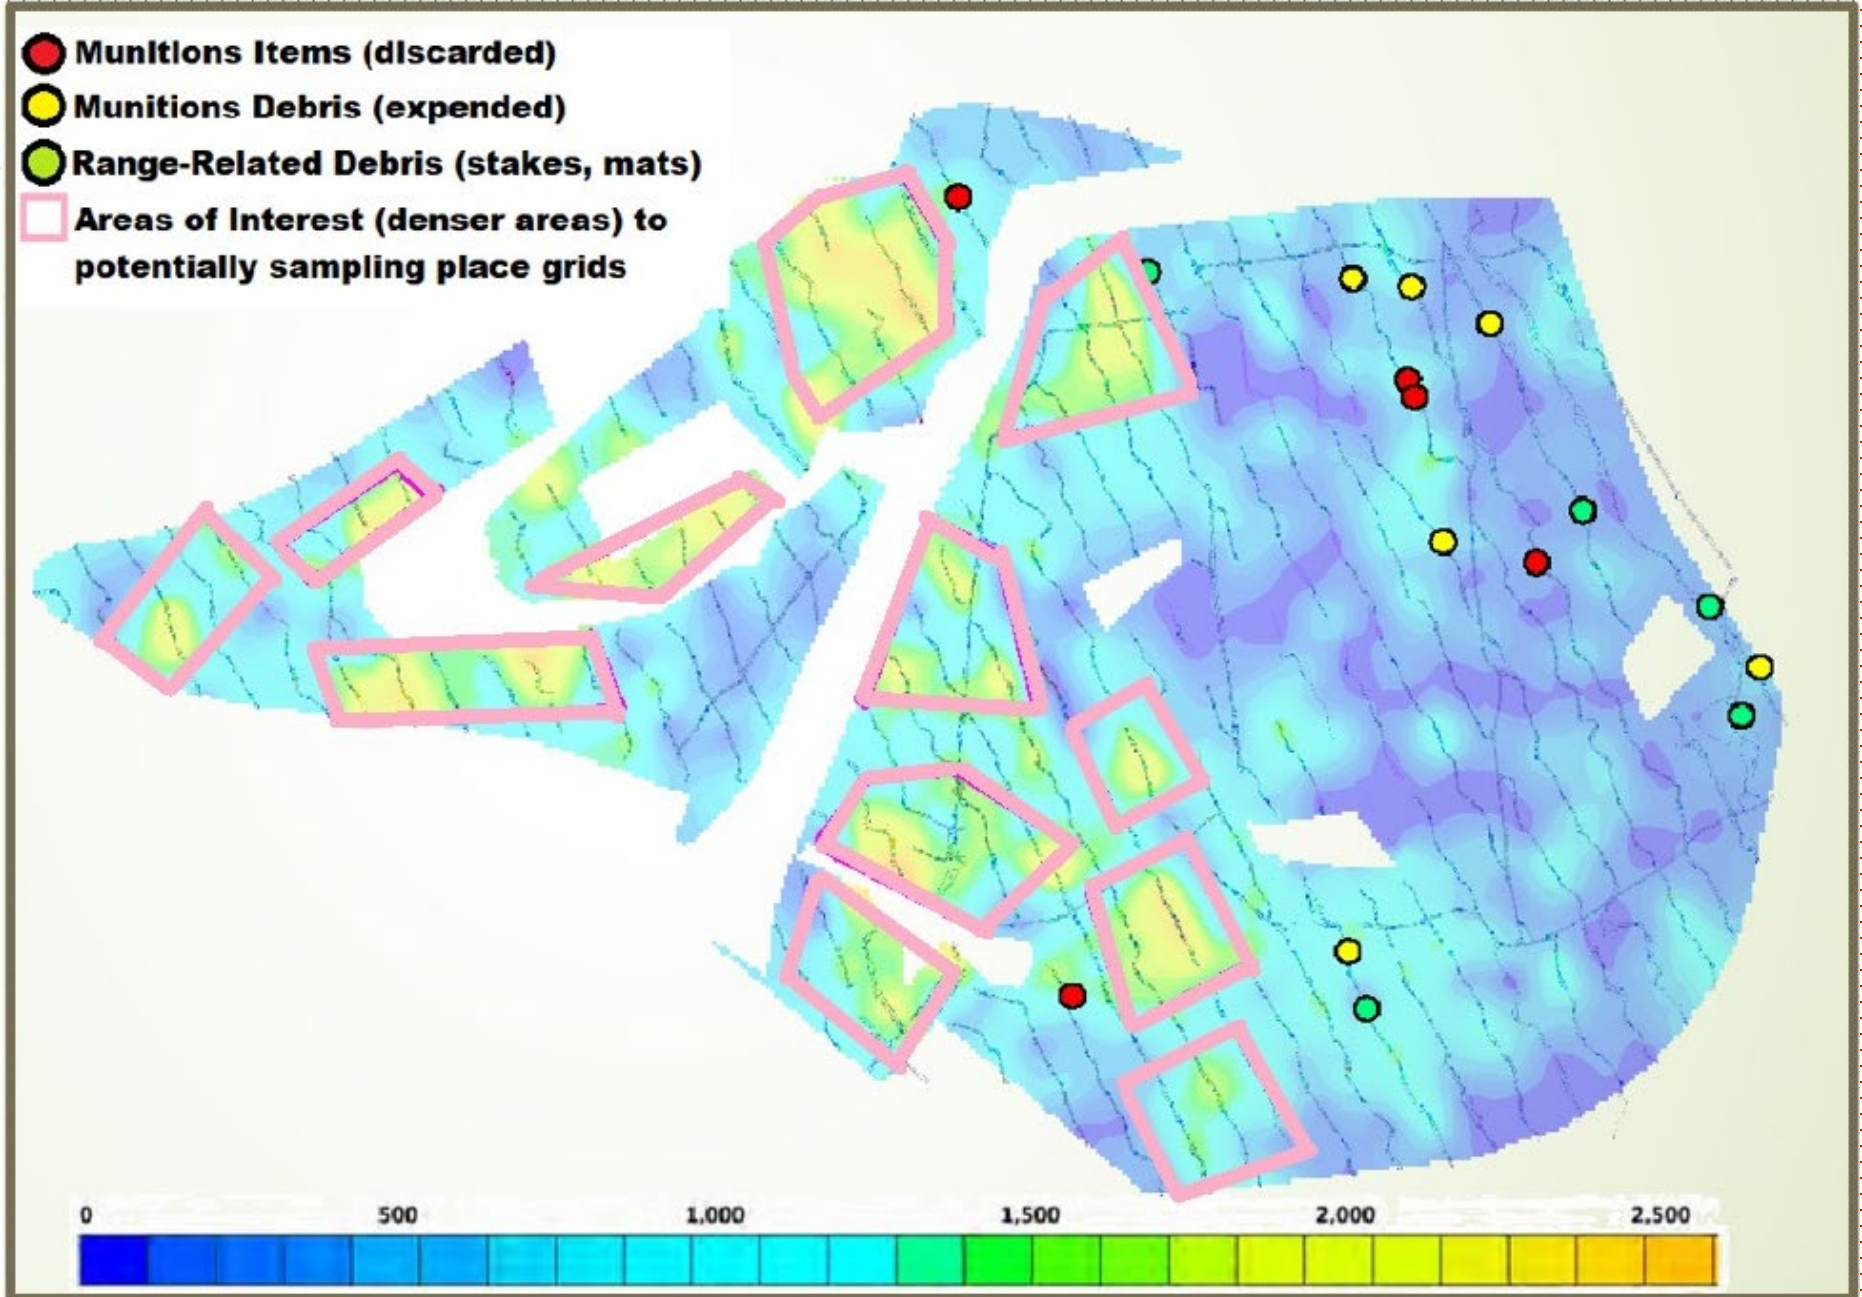 Munitions Items (discarded)
Munitions Debris (expended)
Range-Related Debris (stakes, mats)
Areas of Interest (denser areas) to
potentially sampling place grids
0 500 1,000 1,500 2,000 2,500